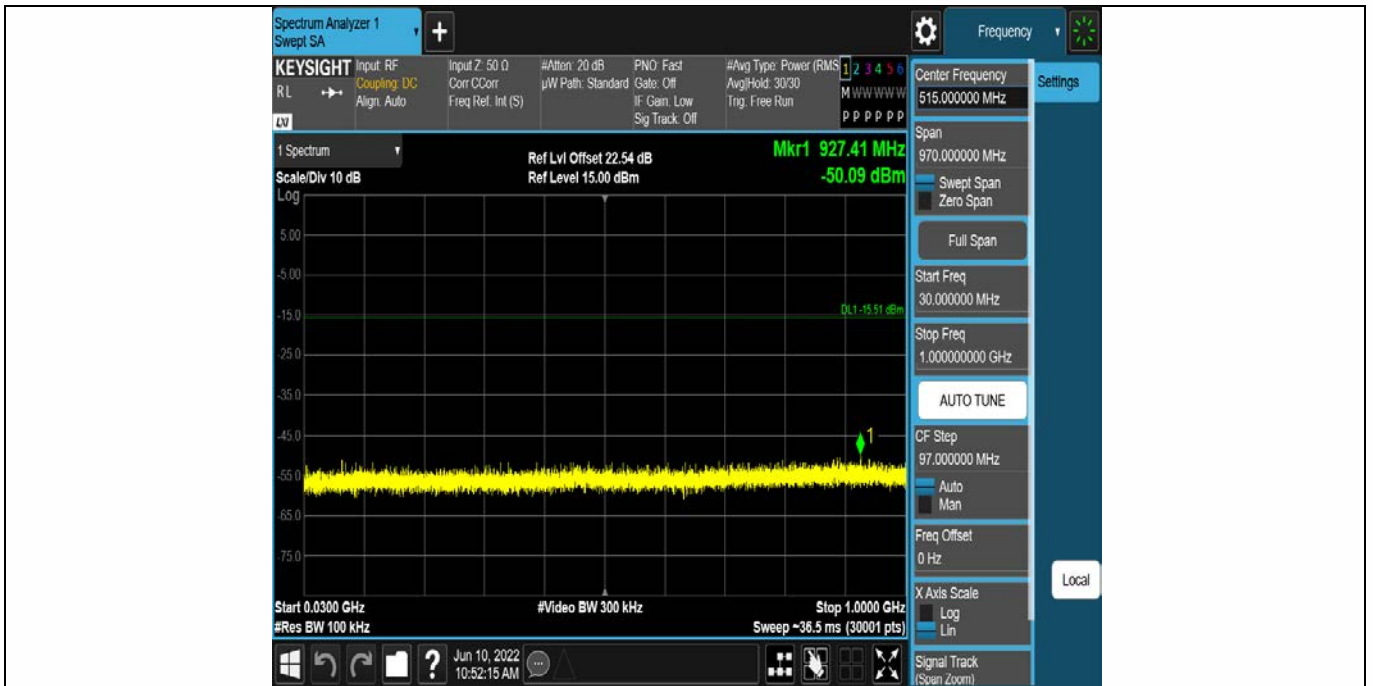 Spectrum Analyzer 1
Swept SA
+
Frequency
KEYSIGHT
RL
Input: RF
Coupling: DC
Align: Auto
Input Z: 50 Ω
Corr CCorr
Freq Ref: Int (S)
#Atten: 20 dB
µW Path: Standard
PNO: Fast
Gate: Off
IF Gain: Low
Sig Track: Off
#Avg Type: Power (RMS
Avg|Hold: 30/30
Trig: Free Run
1 2 3 4 5 6
M W W W W W
P P P P P P
1 Spectrum
Scale/Div 10 dB
Ref Lvl Offset 22.54 dB
Ref Level 15.00 dBm
Mkr1 927.41 MHz
-50.09 dBm
Log
5.00
-5.00
-15.0
DL1 -15.51 dBm
-25.0
-35.0
-45.0
1
-55.0
-65.0
-75.0
Start 0.0300 GHz
#Video BW 300 kHz
Stop 1.0000 GHz
#Res BW 100 kHz
Sweep ~36.5 ms (30001 pts)
?
Jun 10, 2022
10:52:15 AM
Center Frequency
515.000000 MHz
Settings
Span
970.000000 MHz
Swept Span
Zero Span
Full Span
Start Freq
30.000000 MHz
Stop Freq
1.000000000 GHz
AUTO TUNE
CF Step
97.000000 MHz
Auto
Man
Freq Offset
0 Hz
X Axis Scale
Log
Lin
Local
Signal Track
(Span Zoom)